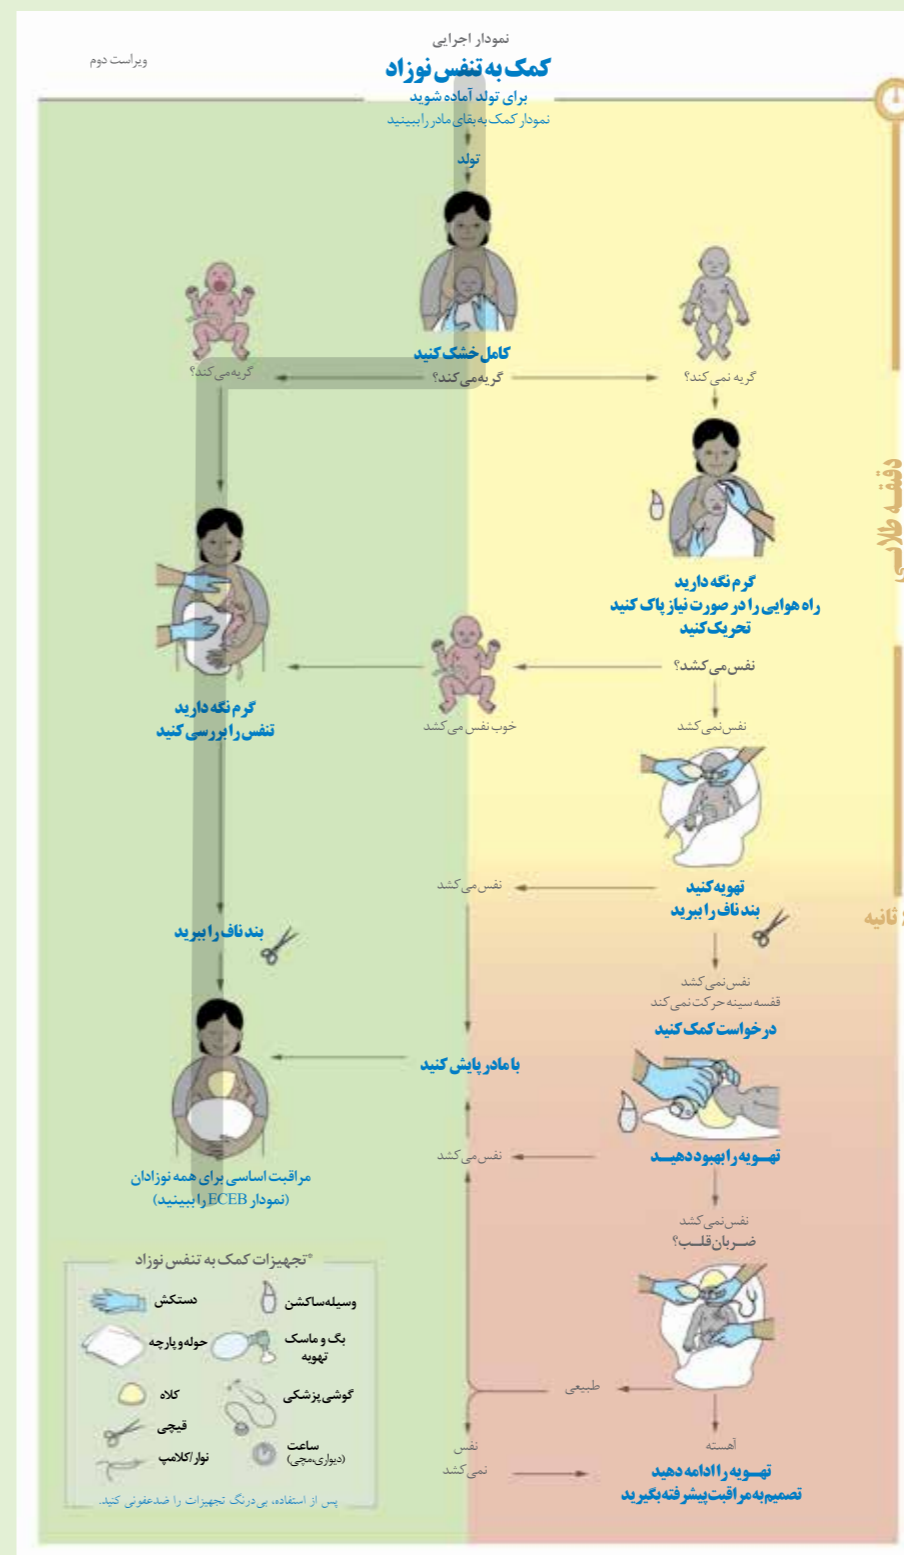 نمودار اجرایی
ویراست دوم
کمک به تنفس نوزاد
برای تولد آماده شوید
نمودار کمک به بقای مادر را ببینید
تولد
کامل خشک کنید
گریه می‌کند؟
گریه می‌کند؟
گریه نمی‌کند؟
دقیقه طلایی
گرم نگه دارید
راه هوایی را در صورت نیاز پاک کنید
تحریک کنید
نفس می‌کشد؟
گرم نگه دارید
تنفس را بررسی کنید
خوب نفس می‌کشد
نفس نمی‌کشد
تهویه کنید
بند ناف را ببرید
نفس می‌کشد
ثانیه
بند ناف را ببرید
نفس نمی‌کشد
قفسه سینه حرکت نمی‌کند
درخواست کمک کنید
با مادر پایش کنید
تهویه را بهبود دهید
نفس می‌کشد
مراقبت اساسی برای همه نوزادان
(نمودار ECEB را ببینید)
نفس نمی‌کشد
ضربان قلب؟
طبیعی
آهسته
نفس
نمی‌کشد
تهویه را ادامه دهید
تصمیم به مراقبت پیشرفته بگیرید
*تجهیزات کمک به تنفس نوزاد
وسیله ساکشن
دستکش
بگ و ماسک
تهویه
حوله و پارچه
گوشی پزشکی
کلاه
قیچی
ساعت
(دیواری، مچی)
نوار/کلامپ
پس از استفاده، بی‌درنگ تجهیزات را ضدعفونی کنید.